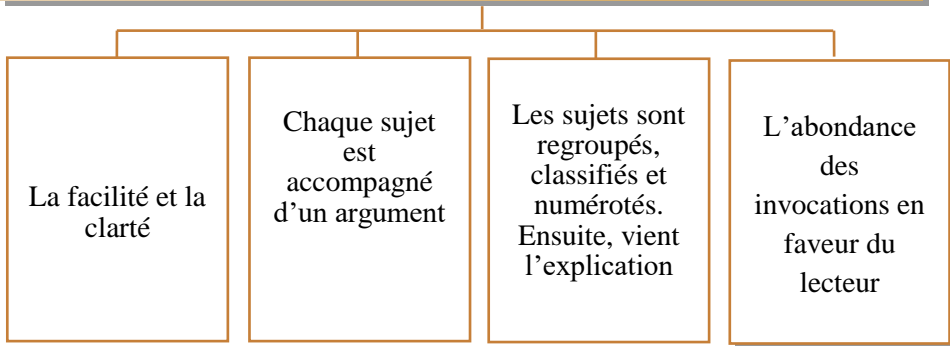 La facilité et la
clarté
Chaque sujet
est
accompagné
d’un argument
Les sujets sont
regroupés,
classifiés et
numérotés.
Ensuite, vient
l’explication
L’abondance
des
invocations en
faveur du
lecteur